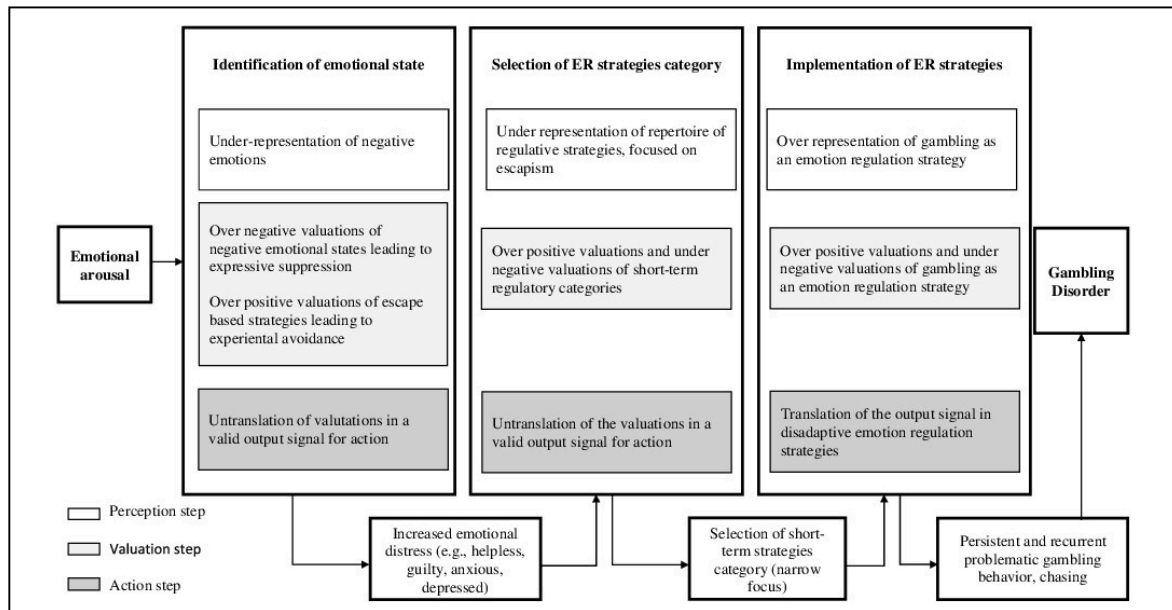 Identification of emotional state
Selection of ER strategies category
Implementation of ER strategies
Under-representation of negative
emotions
Under representation of repertoire of
regulative strategies, focused on
escapism
Over representation of gambling as
an emotion regulation strategy
Emotional
arousal
Over negative valuations of
negative emotional states leading to
expressive suppression
Over positive valuations of escape
based strategies leading to
experiental avoidance
Over positive valuations and under
negative valuations of short-term
regulatory categories
Over positive valuations and under
negative valuations of gambling as
an emotion regulation strategy
Gambling
Disorder
Untranslation of valutations in a
valid output signal for action
Untranslation of the valuations in a
valid output signal for action
Translation of the output signal in
disadaptive emotion regulation
strategies
Perception step
Valuation step
Action step
Increased emotional
distress (e.g., helpless,
guilty, anxious,
depressed)
Selection of short-
term strategies
category (narrow
focus)
Persistent and recurrent
problematic gambling
behavior, chasing